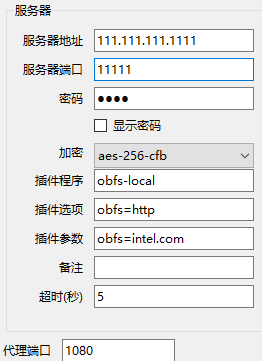 服务器
服务器地址 111.111.111.1111
服务器端口 11111
密码 ●●●●
显示密码
加密 aes-256-cfb
插件程序 obfs-local
插件选项 obfs=http
插件参数 obfs=intel.com
备注
超时(秒) 5
代理端口 1080